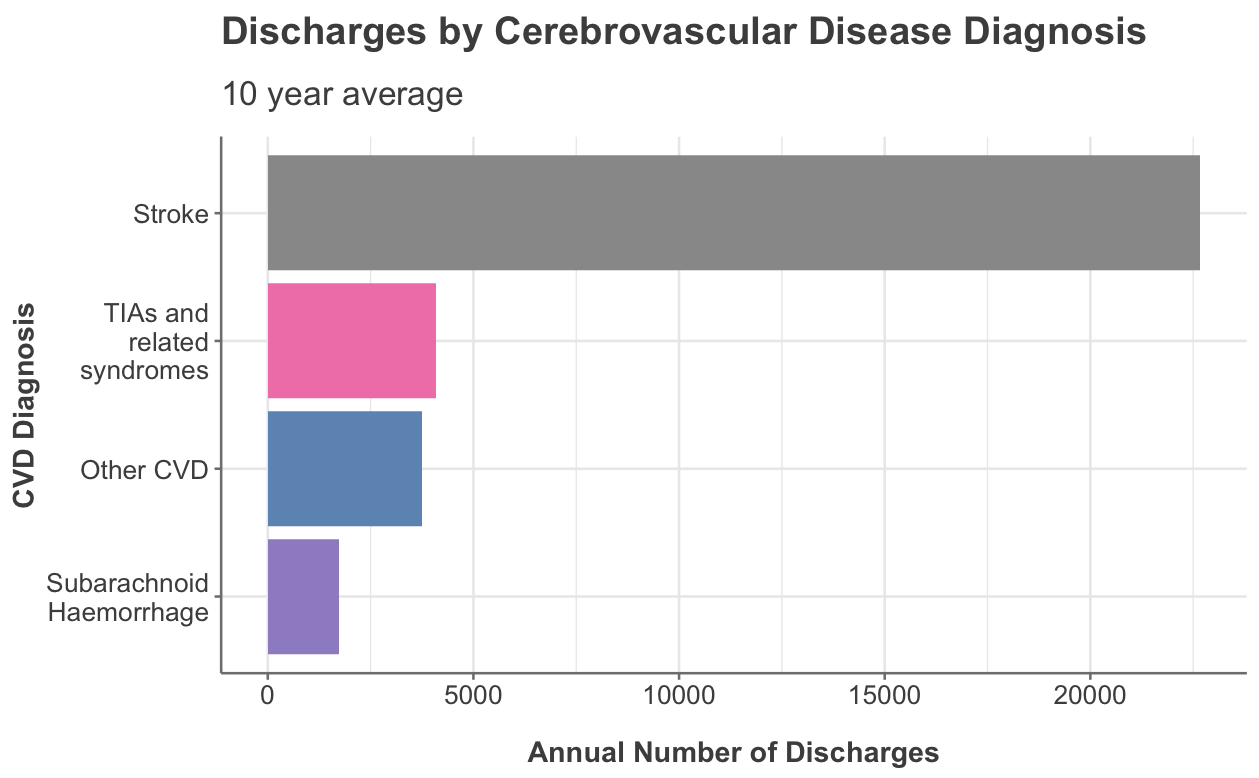 Discharges by Cerebrovascular Disease Diagnosis
10 year average
CVD Diagnosis
Stroke
TIAs and
related
syndromes
Other CVD
Subarachnoid
Haemorrhage
0 5000 10000 15000 20000
Annual Number of Discharges